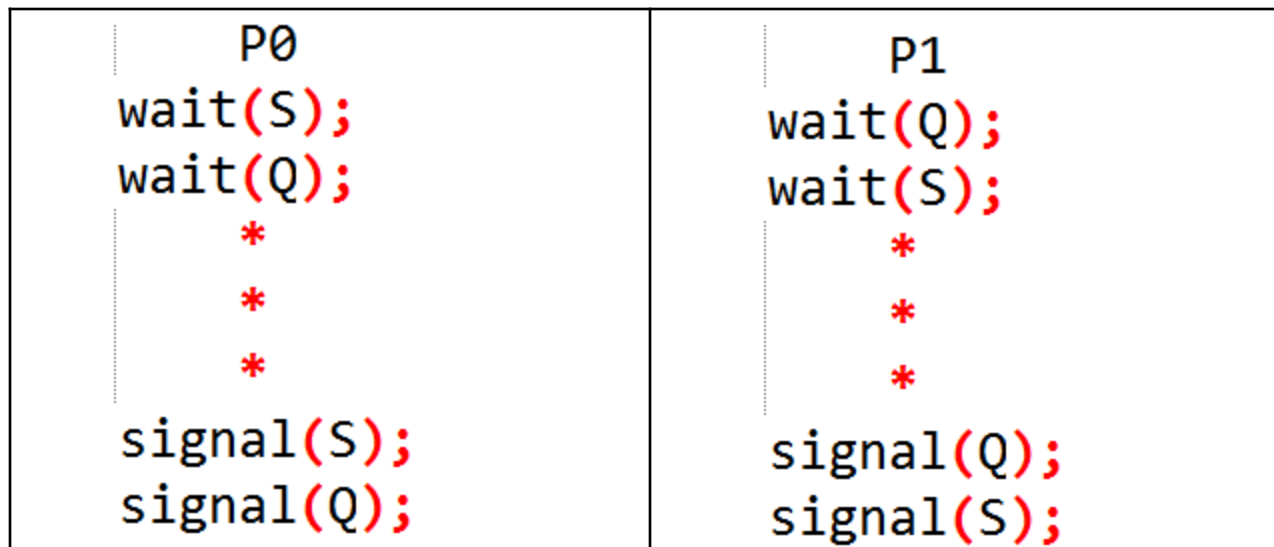 P0
wait(S);
wait(Q);
*
*
*
signal(S);
signal(Q);
P1
wait(Q);
wait(S);
*
*
*
signal(Q);
signal(S);